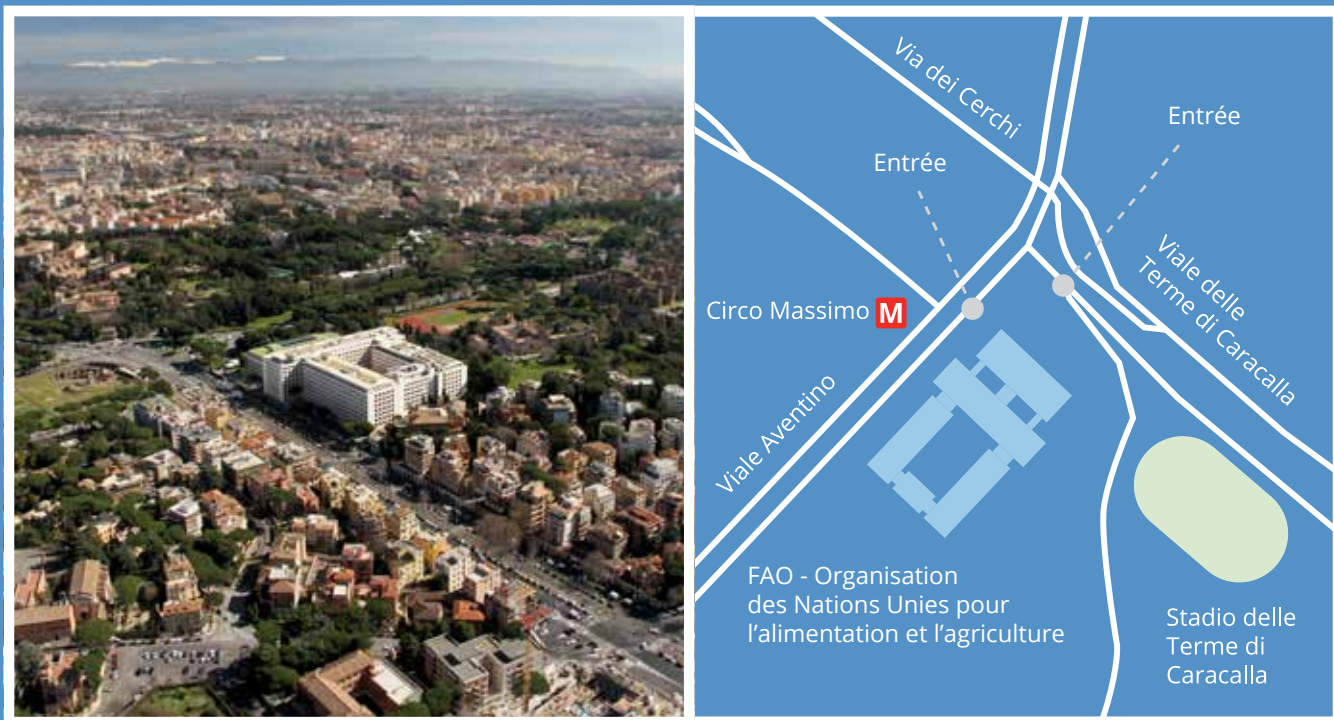 Via dei Cerchi
Entrée
Entrée
Viale delle
Terme di Caracalla
Circo Massimo M
Viale Aventino
FAO - Organisation
des Nations Unies pour
l’alimentation et l’agriculture
Stadio delle
Terme di
Caracalla